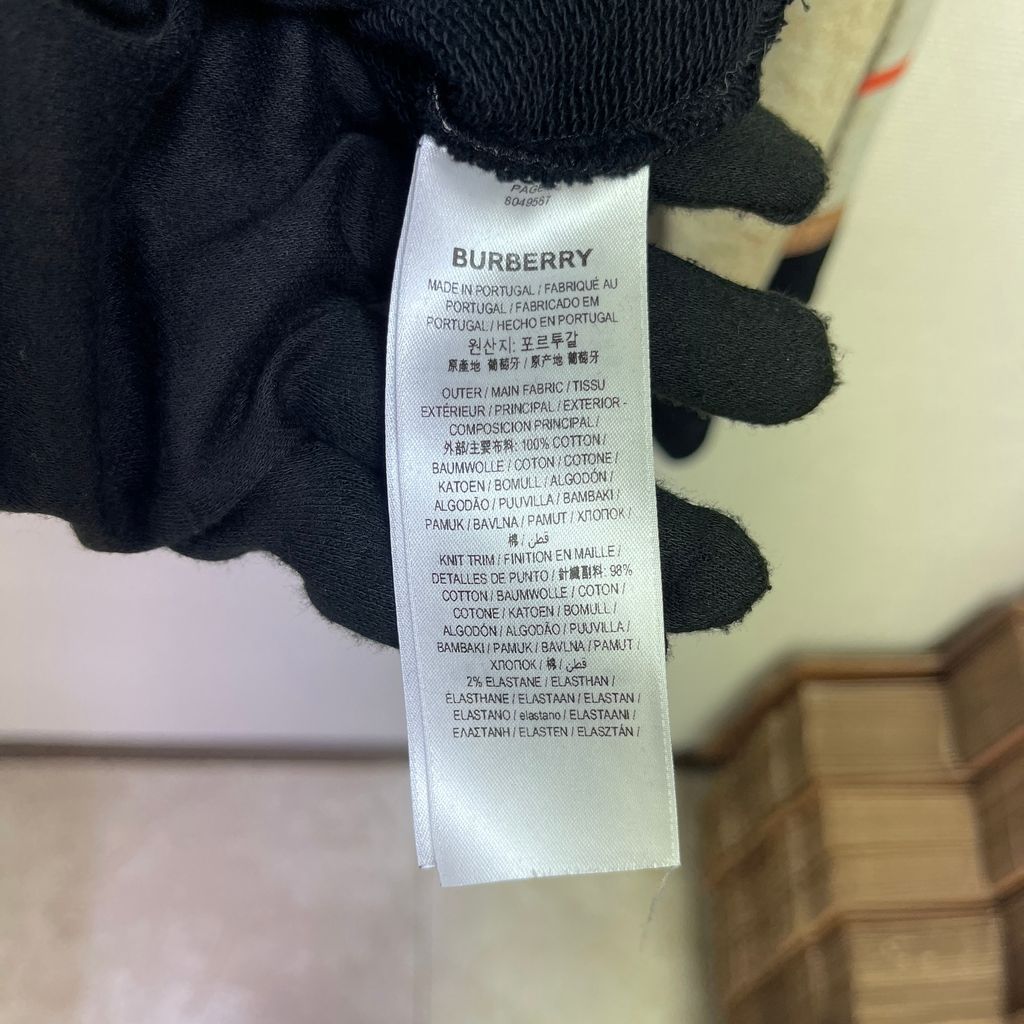 PAGE
8049567
BURBERRY
MADE IN PORTUGAL / FABRIQUÉ AU
PORTUGAL / FABRICADO EM
PORTUGAL / HECHO EN PORTUGAL
원산지: 포르투갈
原產地 葡萄牙 / 原产地 葡萄牙
OUTER / MAIN FABRIC / TISSU
EXTÉRIEUR / PRINCIPAL / EXTERIOR -
COMPOSICION PRINCIPAL /
外部/主要布料: 100% COTTON /
BAUMWOLLE / COTON / COTONE /
KATOEN / BOMULL / ALGODÓN /
ALGODÃO / PUUVILLA / BAMBAKI /
PAMUK / BAVLNA / PAMUT / ХЛОПОК /
棉 / قطن /
KNIT TRIM / FINITION EN MAILLE /
DETALLES DE PUNTO / 針織副料: 98%
COTTON / BAUMWOLLE / COTON /
COTONE / KATOEN / BOMULL /
ALGODÓN / ALGODÃO / PUUVILLA /
BAMBAKI / PAMUK / BAVLNA / PAMUT /
ХЛОПОК / 棉 / قطن
2% ELASTANE / ELASTHAN /
ÉLASTHANE / ELASTAAN / ELASTAN /
ELASTANO / elastano / ELASTAANI /
ΕΛΑΣΤΑΝΗ / ELASTEN / ELASZTÁN /